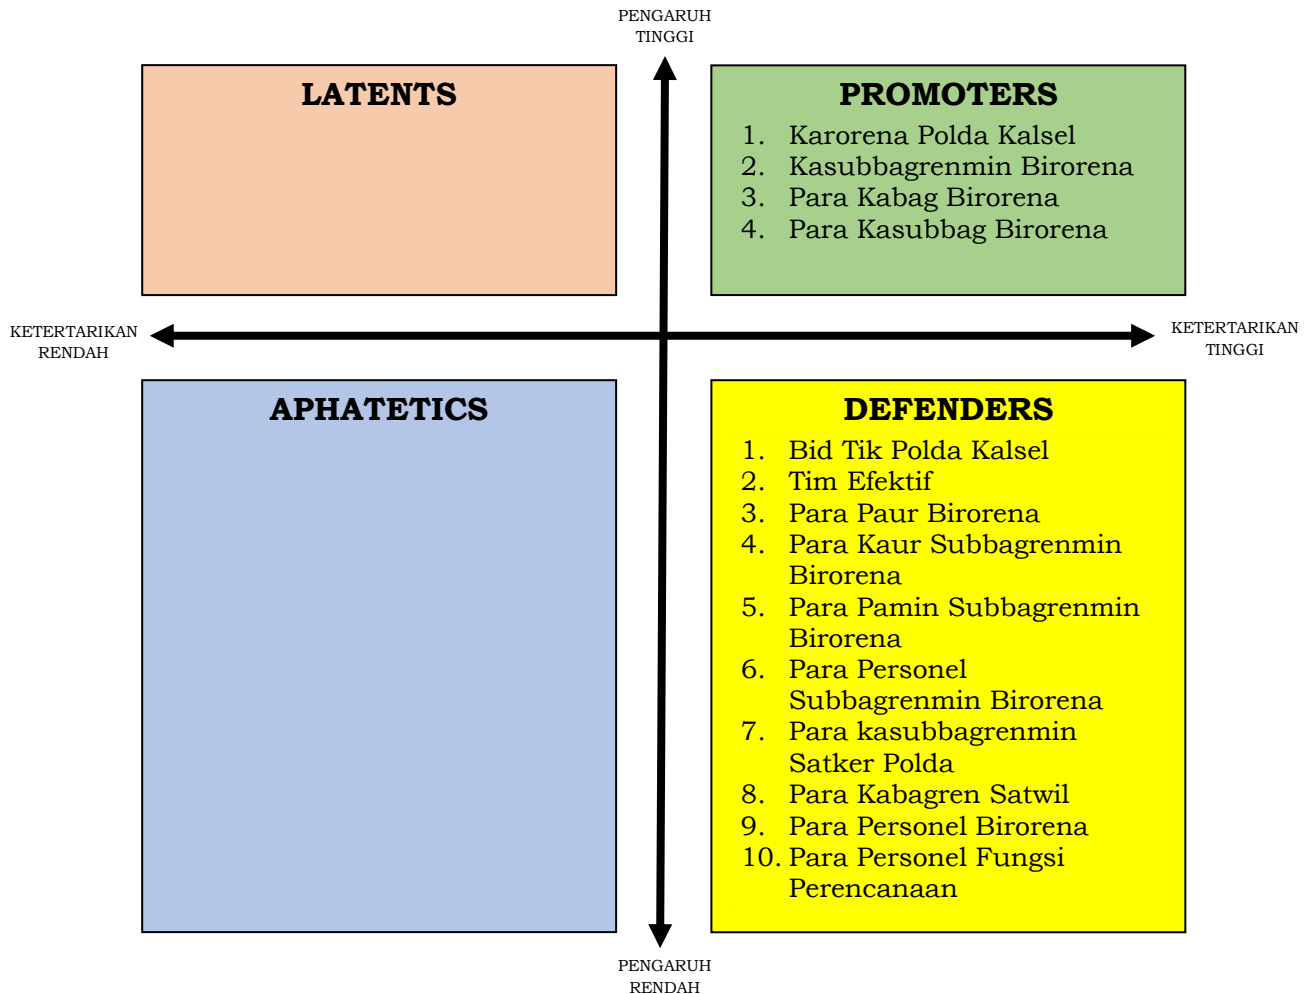 PENGARUH
TINGGI
LATENTS
PROMOTERS
1. Karorena Polda Kalsel
2. Kasubbagrenmin Birorena
3. Para Kabag Birorena
4. Para Kasubbag Birorena
KETERTARIKAN
RENDAH
KETERTARIKAN
TINGGI
APHATETICS
DEFENDERS
1. Bid Tik Polda Kalsel
2. Tim Efektif
3. Para Paur Birorena
4. Para Kaur Subbagrenmin
Birorena
5. Para Pamin Subbagrenmin
Birorena
6. Para Personel
Subbagrenmin Birorena
7. Para kasubbagrenmin
Satker Polda
8. Para Kabagren Satwil
9. Para Personel Birorena
10. Para Personel Fungsi
Perencanaan
PENGARUH
RENDAH